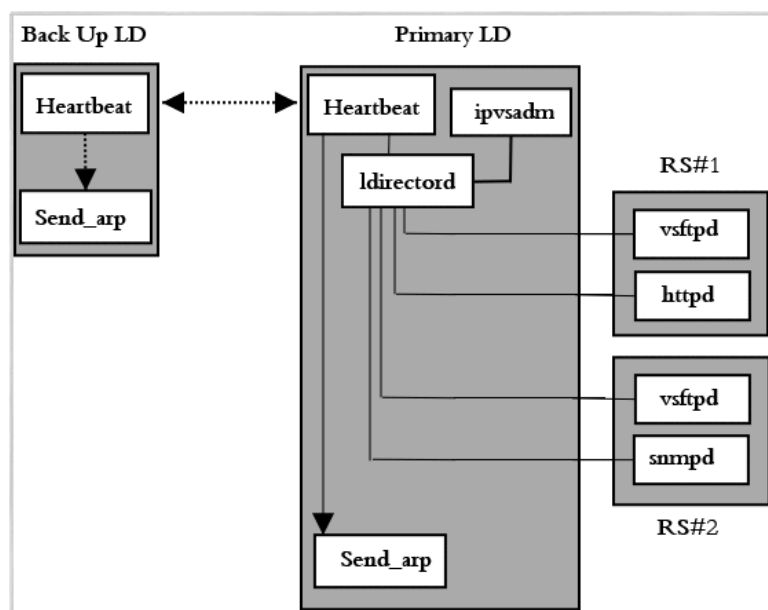 Back Up LD
Primary LD
Heartbeat
Heartbeat
ipvsadm
ldirectord
Send_arp
RS#1
vsftpd
httpd
vsftpd
snmpd
RS#2
Send_arp